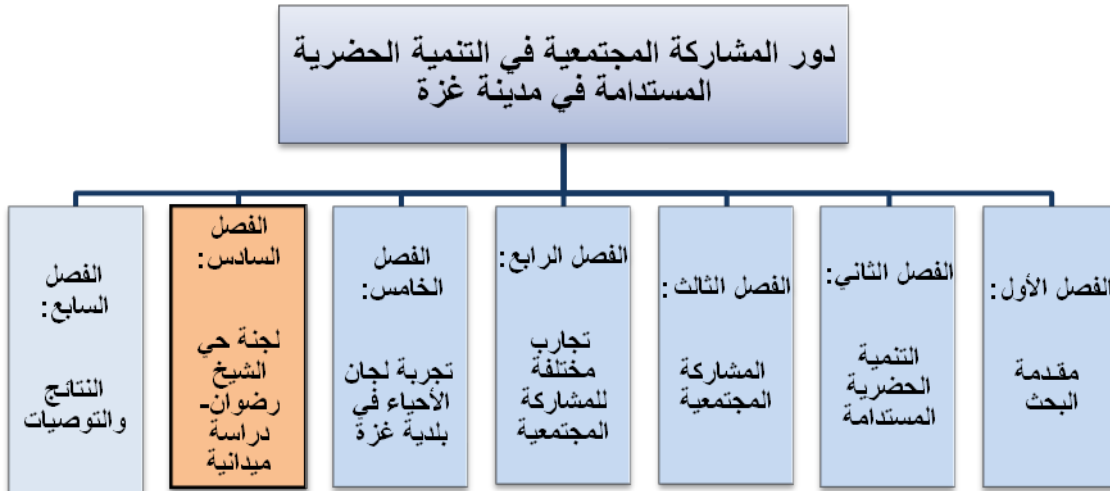 دور المشاركة المجتمعية في التنمية الحضرية
المستدامة في مدينة غزة
الفصل الأول:
مقدمة
البحث
الفصل الثاني:
التنمية
الحضرية
المستدامة
الفصل الثالث:
المشاركة
المجتمعية
الفصل الرابع:
تجارب
مختلفة
للمشاركة
المجتمعية
الفصل
الخامس:
تجربة لجان
الأحياء في
بلدية غزة
الفصل
السادس:
لجنة حي
الشيخ
رضوان-
دراسة
ميدانية
الفصل
السابع:
النتائج
والتوصيات